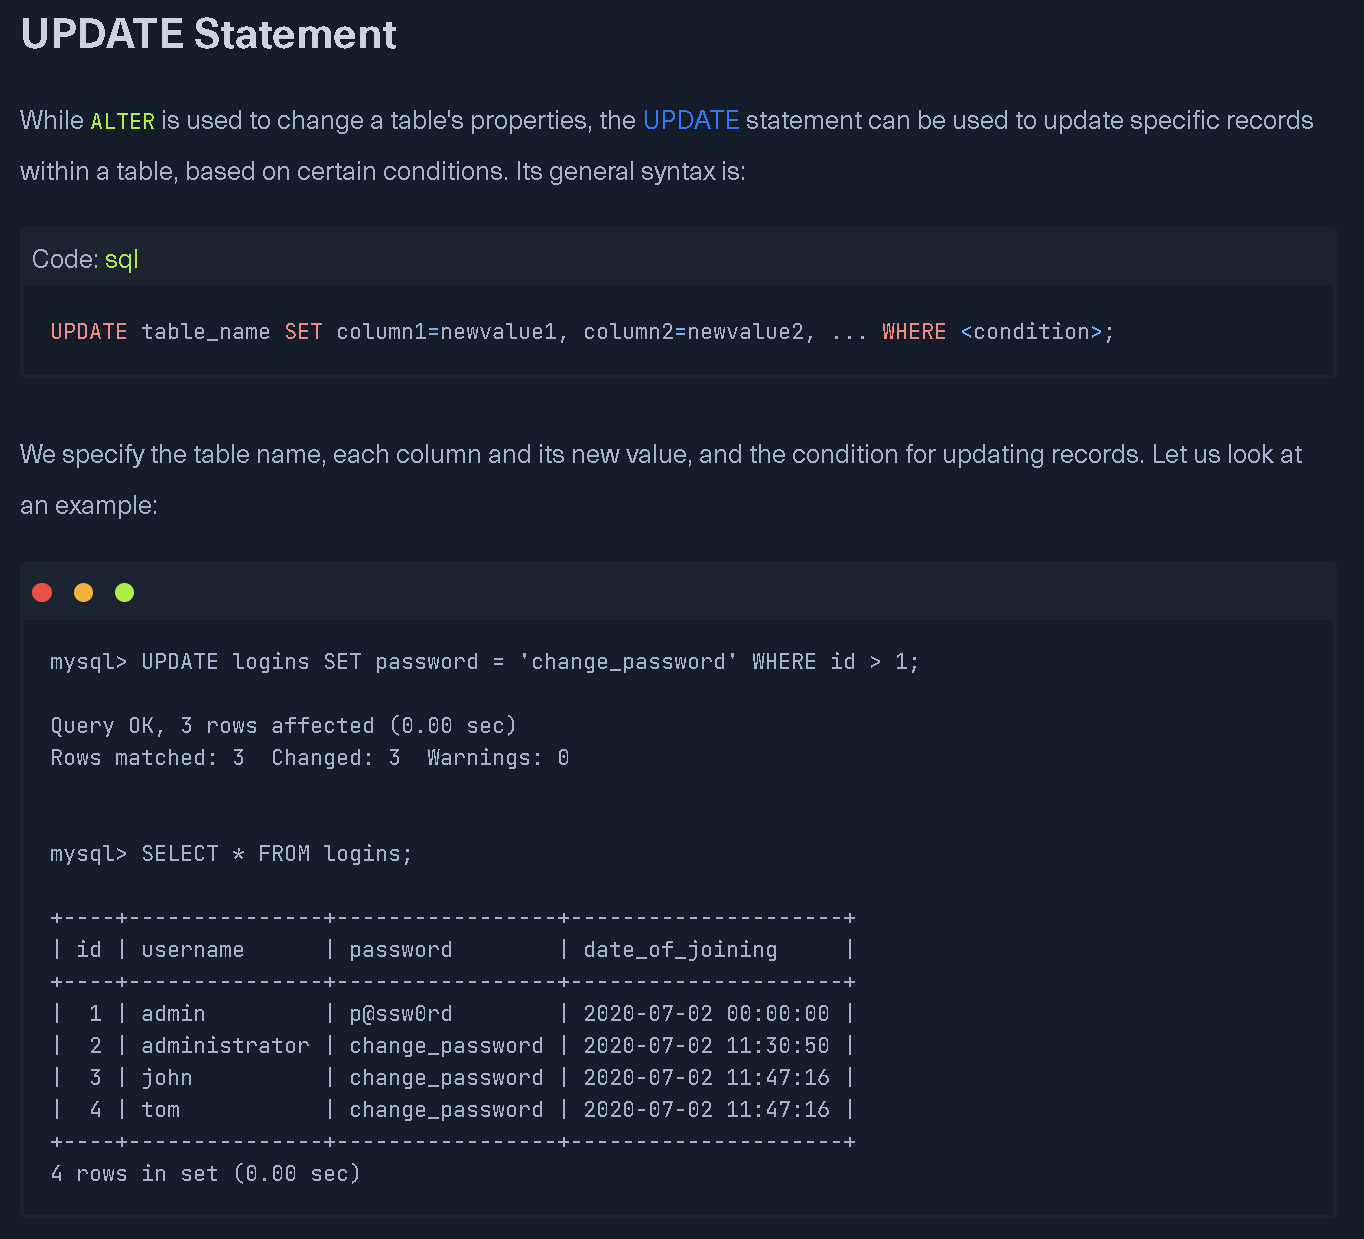 UPDATE Statement
While ALTER is used to change a table's properties, the UPDATE statement can be used to update specific records
within a table, based on certain conditions. Its general syntax is:
Code: sql
UPDATE table_name SET column1=newvalue1, column2=newvalue2, ... WHERE <condition>;
We specify the table name, each column and its new value, and the condition for updating records. Let us look at
an example:
mysql> UPDATE logins SET password = 'change_password' WHERE id > 1;
Query OK, 3 rows affected (0.00 sec)
Rows matched: 3  Changed: 3  Warnings: 0
mysql> SELECT * FROM logins;
+----+---------------+-----------------+---------------------+
| id | username      | password        | date_of_joining     |
+----+---------------+-----------------+---------------------+
|  1 | admin         | p@ssw0rd        | 2020-07-02 00:00:00 |
|  2 | administrator | change_password | 2020-07-02 11:30:50 |
|  3 | john          | change_password | 2020-07-02 11:47:16 |
|  4 | tom           | change_password | 2020-07-02 11:47:16 |
+----+---------------+-----------------+---------------------+
4 rows in set (0.00 sec)